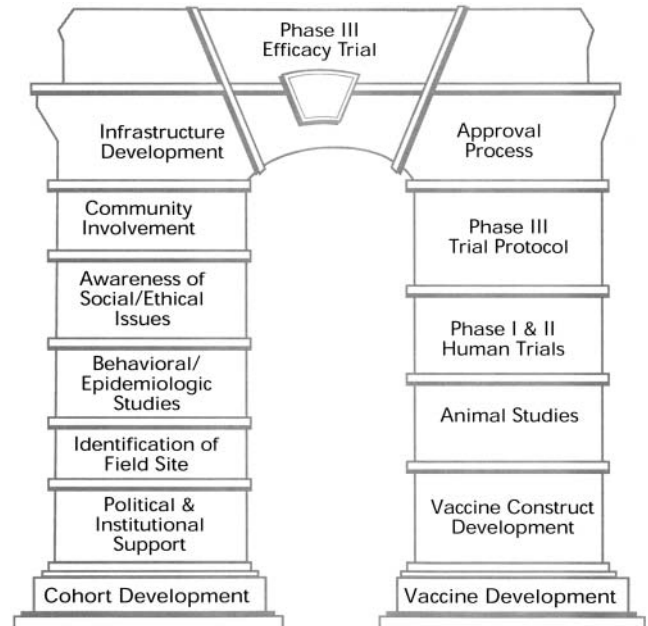 Phase III
Efficacy Trial
Infrastructure
Development
Community
Involvement
Awareness of
Social/Ethical
Issues
Behavioral/
Epidemiologic
Studies
Identification of
Field Site
Political &
Institutional
Support
Cohort Development
Approval
Process
Phase III
Trial Protocol
Phase I & II
Human Trials
Animal Studies
Vaccine Construct
Development
Vaccine Development